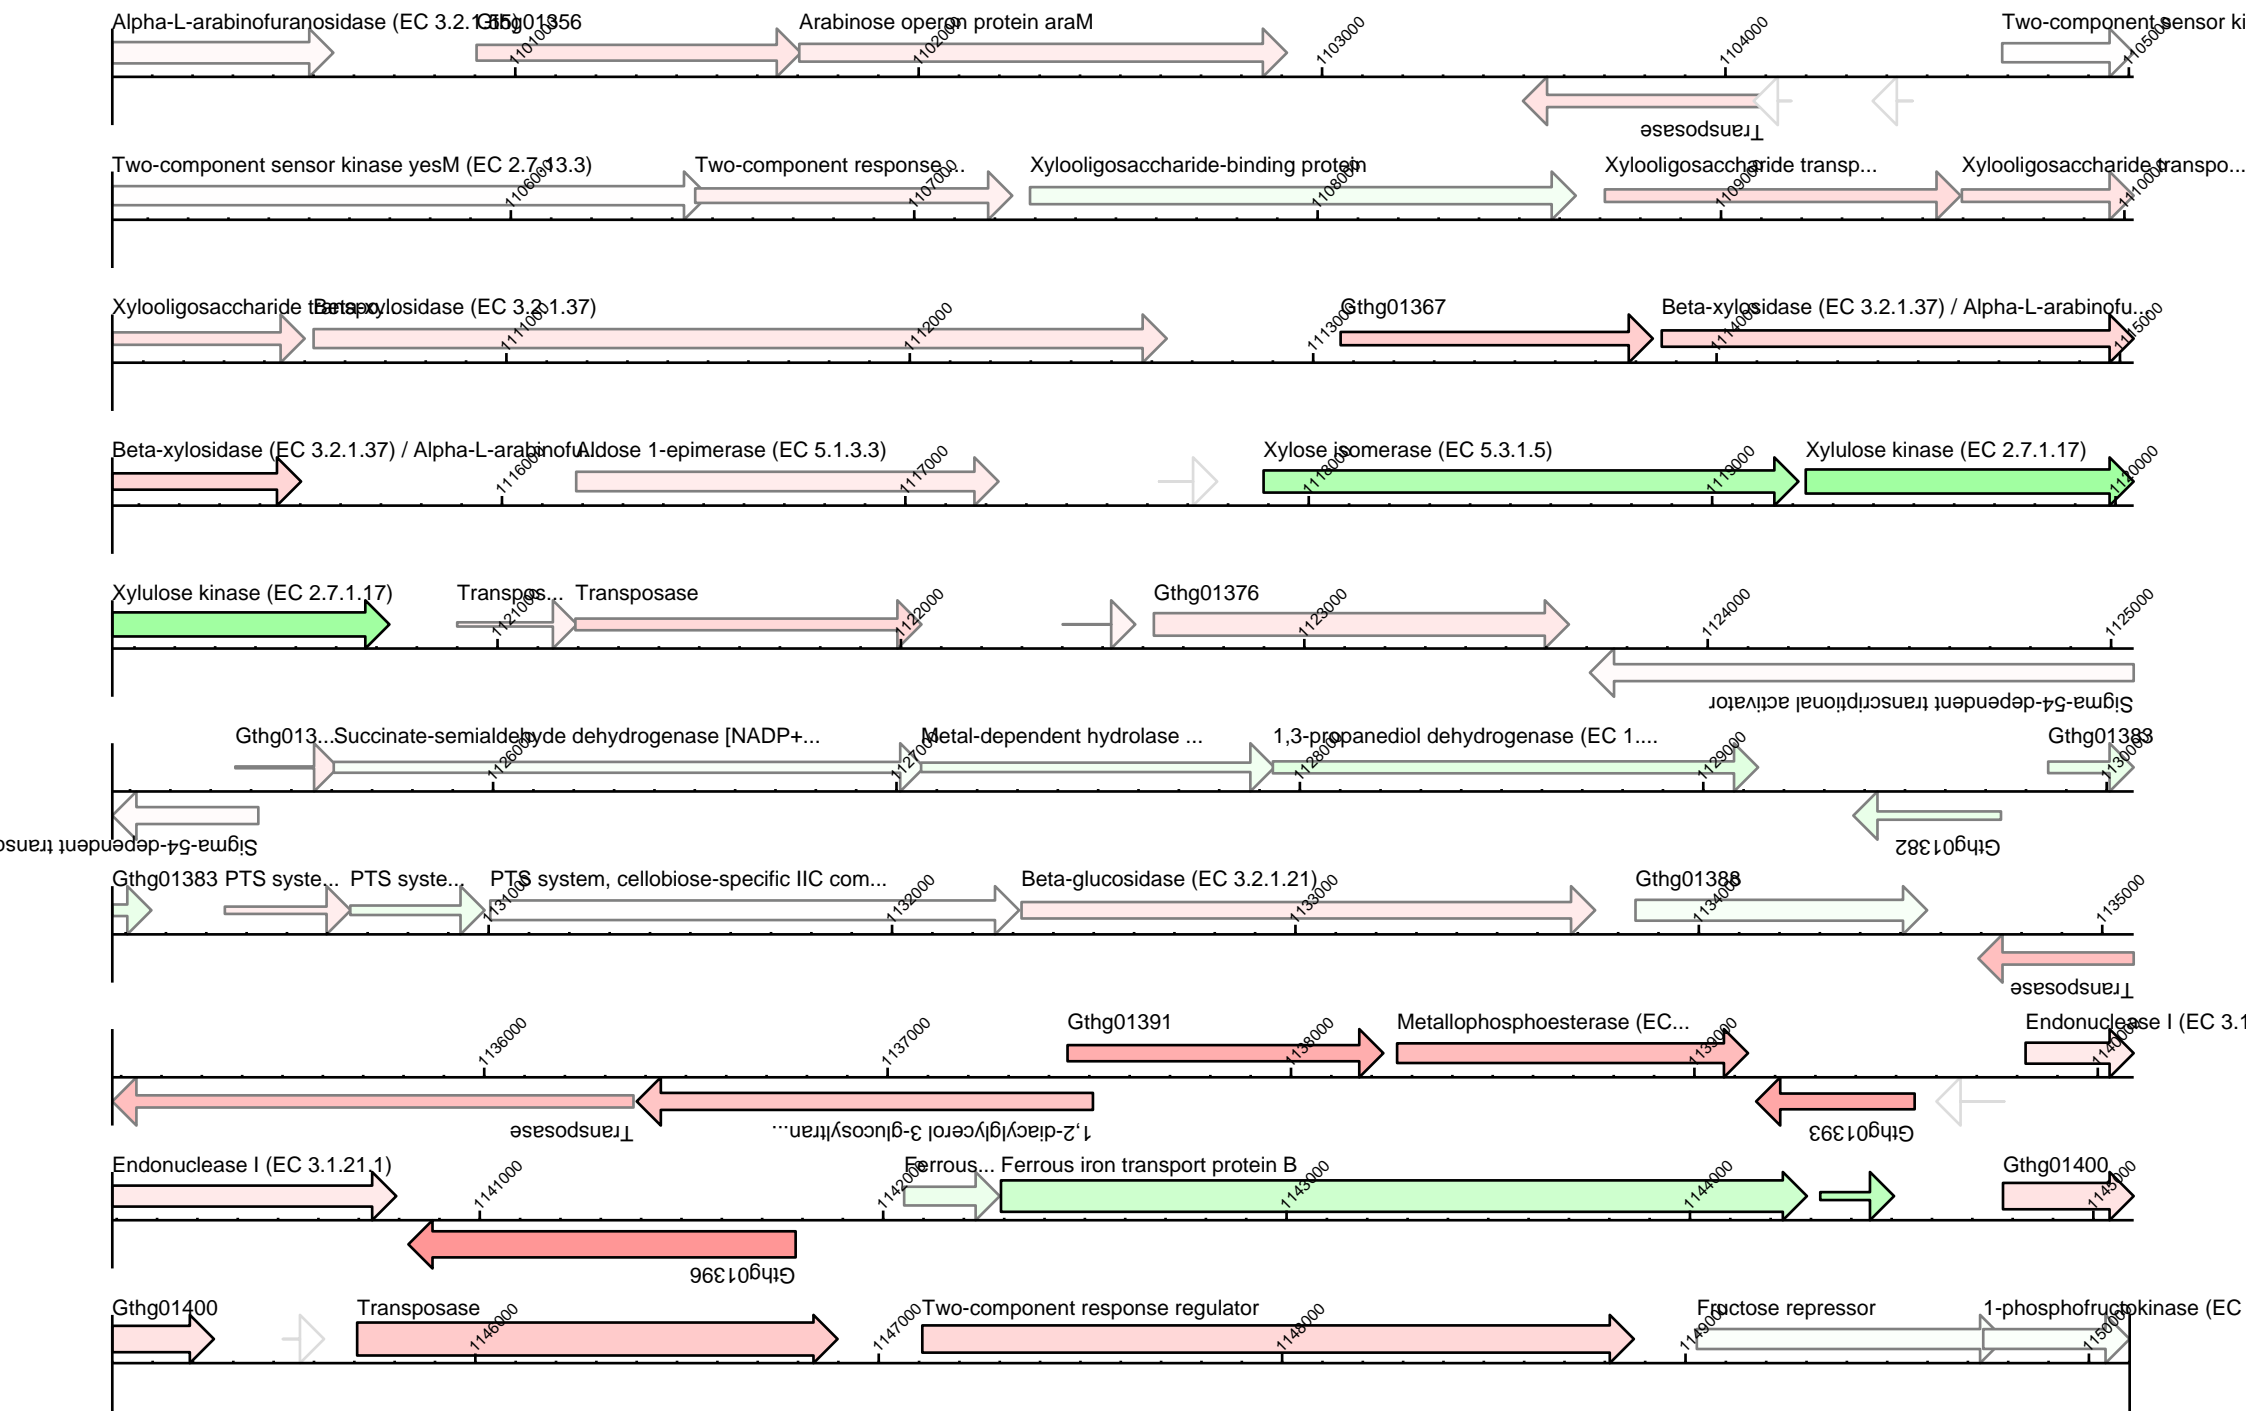 Alpha-L-arabinofuranosidase (EC 3.2.1.55) Gthg01356 Arabinose operon protein araM Two-component sensor ki
1101000 1102000 1103000 1104000 1105000
Transposase
Two-component sensor kinase yesM (EC 2.7.13.3) Two-component response... Xylooligosaccharide-binding protein Xylooligosaccharide transp... Xylooligosaccharide transpo...
1106000 1107000 1108000 1109000 1110000
Xylooligosaccharide transpo... Beta-xylosidase (EC 3.2.1.37) Gthg01367 Beta-xylosidase (EC 3.2.1.37) / Alpha-L-arabinofu...
1111000 1112000 1113000 1114000 1115000
Beta-xylosidase (EC 3.2.1.37) / Alpha-L-arabinofu... Aldose 1-epimerase (EC 5.1.3.3) Xylose isomerase (EC 5.3.1.5) Xylulose kinase (EC 2.7.1.17)
1116000 1117000 1118000 1119000 1120000
Xylulose kinase (EC 2.7.1.17) Transpos... Transposase Gthg01376
1121000 1122000 1123000 1124000 1125000
Sigma-54-dependent transcriptional activator
Gthg013... Succinate-semialdehyde dehydrogenase [NADP+... Metal-dependent hydrolase ... 1,3-propanediol dehydrogenase (EC 1.... Gthg01383
1126000 1127000 1128000 1129000 1130000
Sigma-54-dependent transc Gthg01382
Gthg01383 PTS syste... PTS syste... PTS system, cellobiose-specific IIC com... Beta-glucosidase (EC 3.2.1.21) Gthg01388
1131000 1132000 1133000 1134000 1135000
Transposase
Gthg01391 Metallophosphoesterase (EC... Endonuclease I (EC 3.1
1136000 1137000 1138000 1139000 1140000
Transposase 1,2-diacylglycerol 3-glucosyltran... Gthg01393
Endonuclease I (EC 3.1.21.1) Ferrous... Ferrous iron transport protein B Gthg01400
1141000 1142000 1143000 1144000 1145000
Gthg01396
Gthg01400 Transposase Two-component response regulator Fructose repressor 1-phosphofructokinase (EC
1146000 1147000 1148000 1149000 1150000